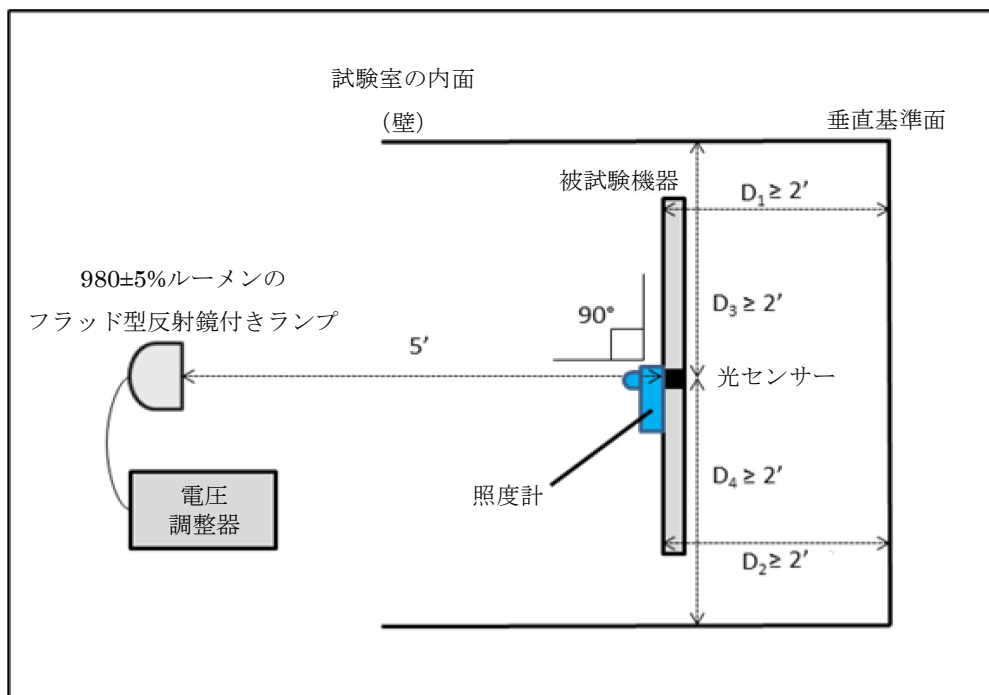 試験室の内面
（壁）
垂直基準面
被試験機器
D₁ ≥ 2'
980±5%ルーメンの
フラッド型反射鏡付きランプ
90°
D₃ ≥ 2'
5'
光センサー
D₄ ≥ 2'
照度計
電圧
調整器
D₂ ≥ 2'